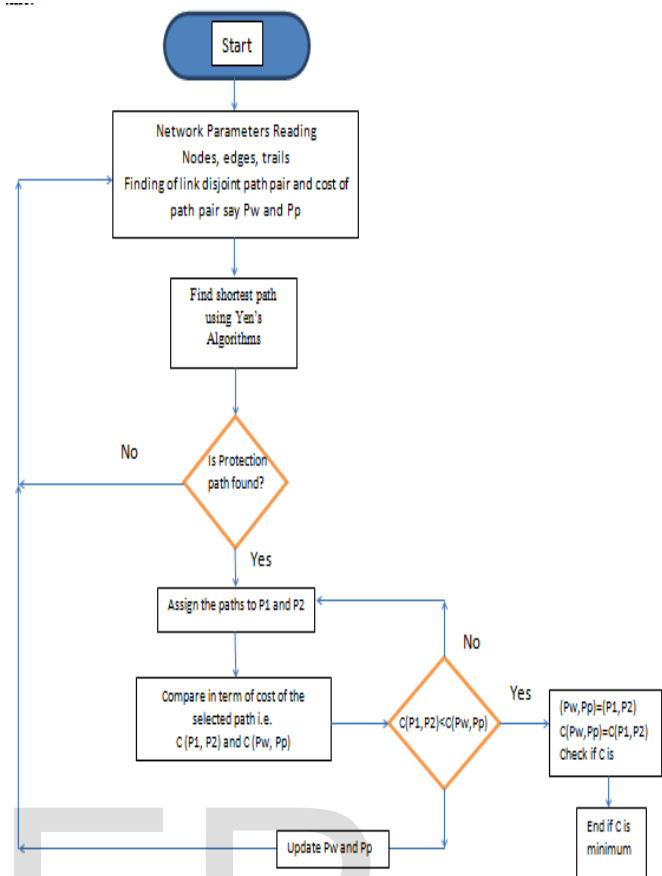 Start
Network Parameters Reading
Nodes, edges, trails
Finding of link disjoint path pair and cost of
path pair say Pw and Pp
Find shortest path
using Yen's
Algorithms
No
Is Protection
path found?
Yes
Assign the paths to P1 and P2
No
Compare in term of cost of the
selected path i.e.
C (P1, P2) and C (Pw, Pp)
C(P1,P2)<C(Pw,Pp)
Yes
(Pw,Pp)=(P1,P2)
C(Pw,Pp)=C(P1,P2)
Check if C is
Update Pw and Pp
End if C is
minimum